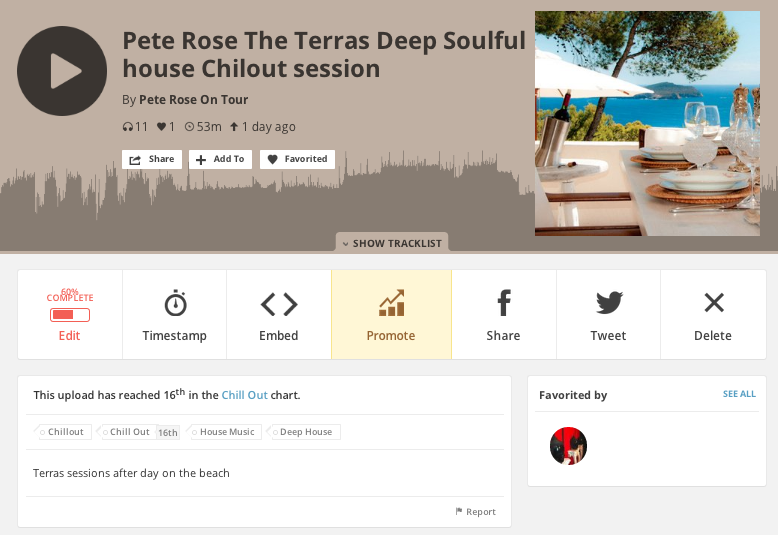 Pete Rose The Terras Deep Soulful
house Chillout session
By Pete Rose On Tour
11 1 53m 1 day ago
Share Add To Favorited
SHOW TRACKLIST
60%
COMPLETE
Edit Timestamp Embed Promote Share Tweet Delete
This upload has reached 16th in the Chill Out chart.
Favorited by SEE ALL
Chillout Chill Out 16th House Music Deep House
Terras sessions after day on the beach
Report